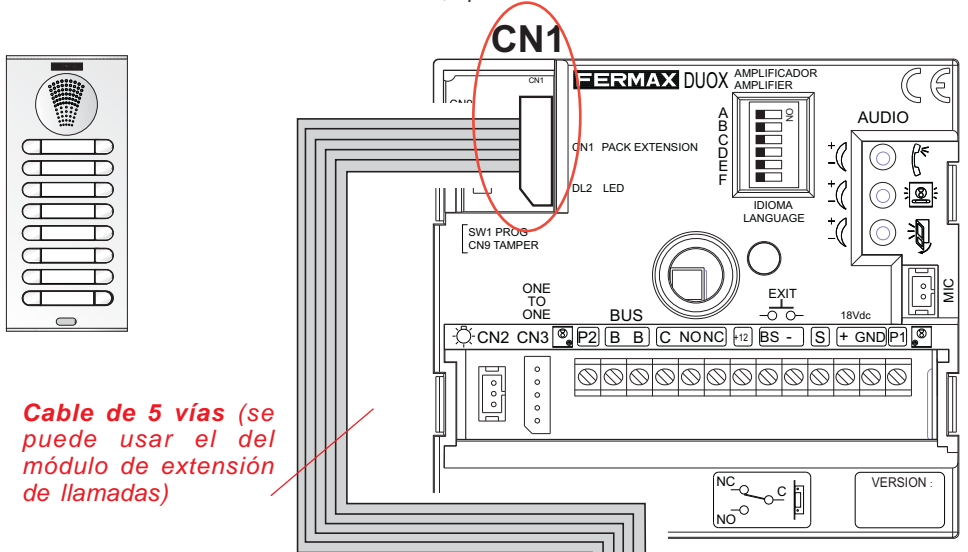 CN1
CN1
FERMAX DUOX AMPLIFICADOR
AMPLIFIER
A
B
C
D
E
F
NO
IDIOMA
LANGUAGE
AUDIO
+
-
+
-
+
-
CN1 PACK EXTENSION
DL2 LED
SW1 PROG
CN9 TAMPER
MIC
ONE
TO
ONE
BUS
EXIT
18Vdc
CN2 CN3 P2 B B C NO NC +12 BS - S + GND P1
Cable de 5 vías (se
puede usar el del
módulo de extensión
de llamadas)
NC
C
NO
VERSION :